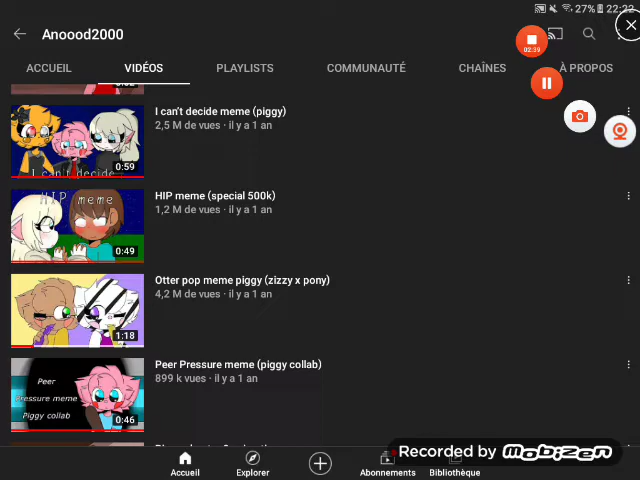 27% 22:22
Anoood2000
02:39
ACCUEIL VIDÉOS PLAYLISTS COMMUNAUTÉ CHAÎNES À PROPOS
I can't decide meme (piggy)
2,5 M de vues · il y a 1 an
I can't decide
0:59
HIP meme
HIP meme (special 500k)
1,2 M de vues · il y a 1 an
0:49
Otter pop meme piggy (zizzy x pony)
4,2 M de vues · il y a 1 an
1:18
Peer Pressure meme (piggy collab)
899 k vues · il y a 1 an
Peer
Pressure meme
Piggy collab
0:46
Recorded by Mobizen
Accueil Explorer Abonnements Bibliothèque